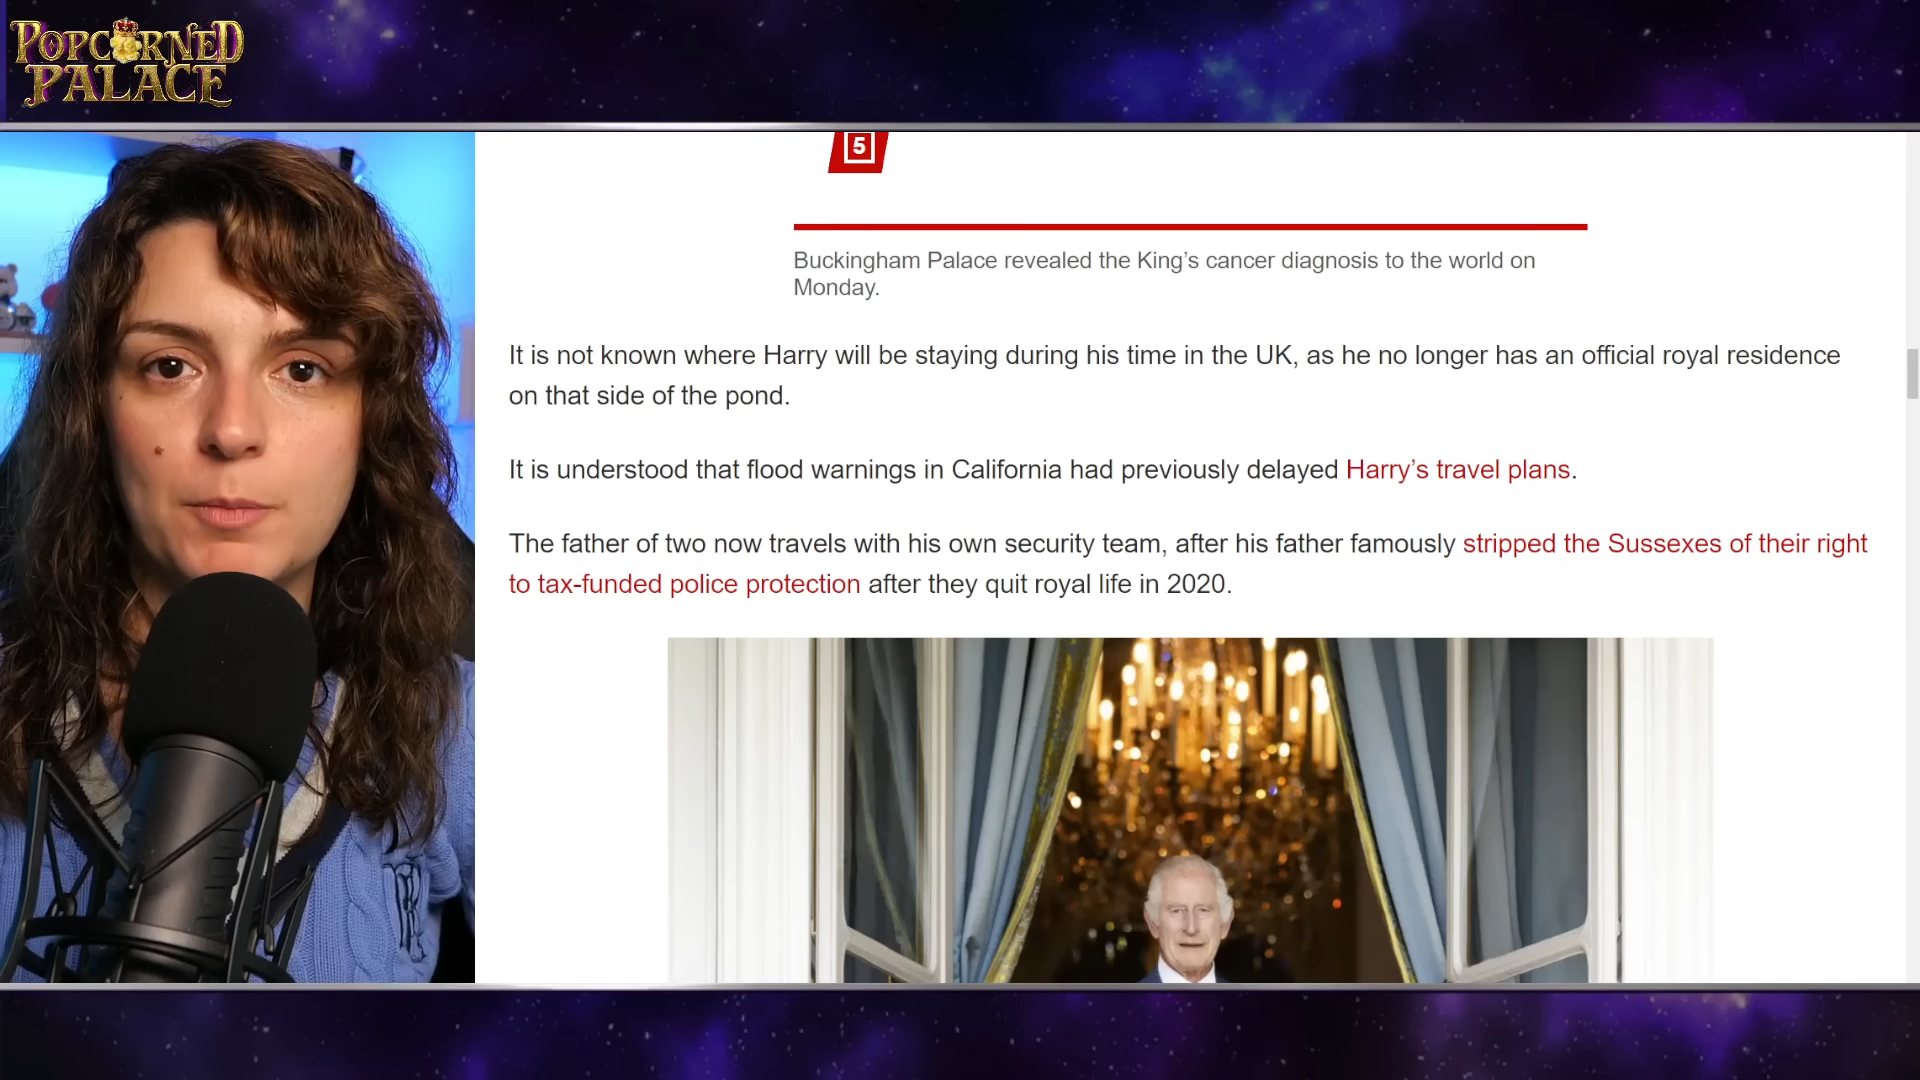 POPCORNED
PALACE
5
Buckingham Palace revealed the King’s cancer diagnosis to the world on
Monday.
It is not known where Harry will be staying during his time in the UK, as he no longer has an official royal residence
on that side of the pond.
It is understood that flood warnings in California had previously delayed Harry’s travel plans.
The father of two now travels with his own security team, after his father famously stripped the Sussexes of their right
to tax-funded police protection after they quit royal life in 2020.